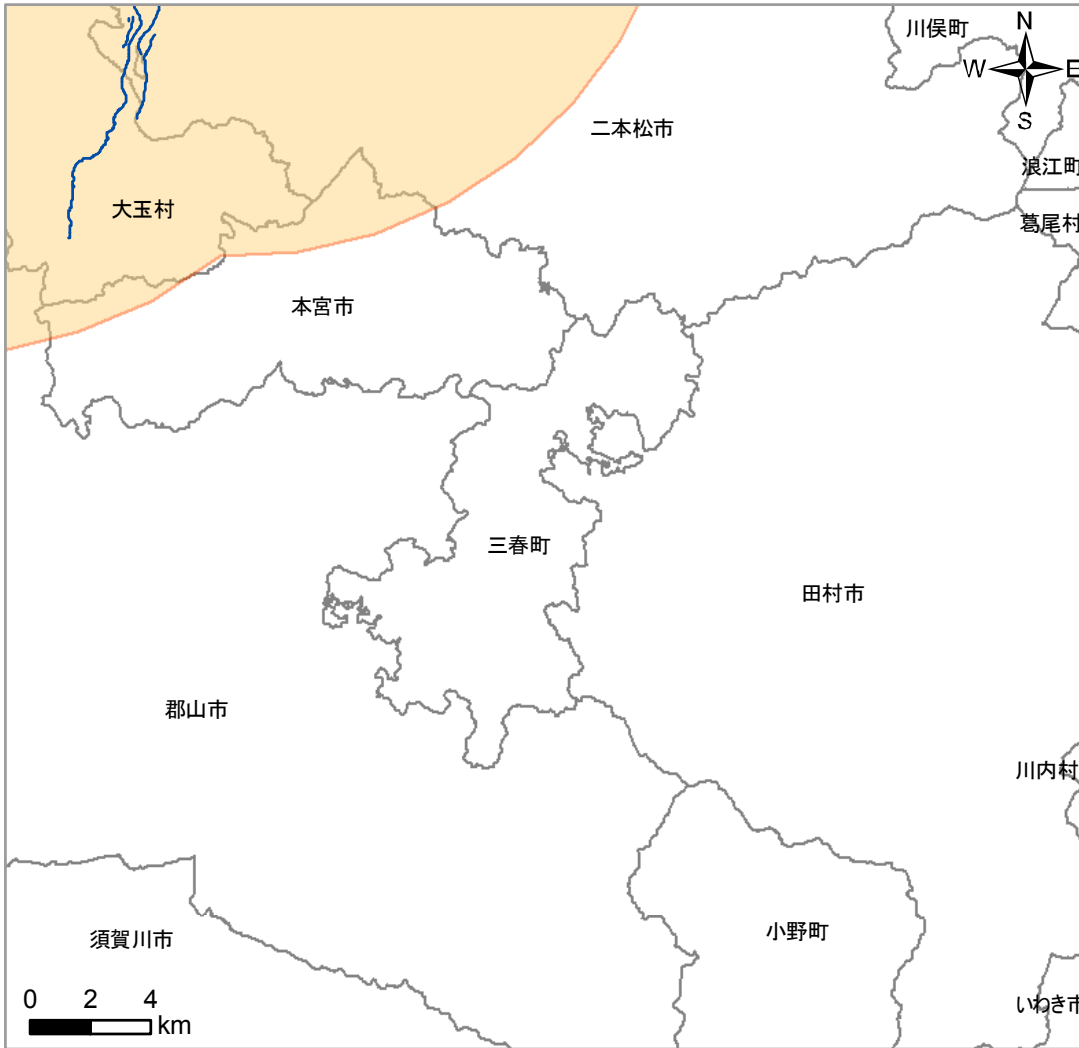 川俣町
N
W
E
S
二本松市
浪江町
大玉村
葛尾村
本宮市
三春町
田村市
郡山市
川内村
須賀川市
小野町
いわき市
0 2 4
km